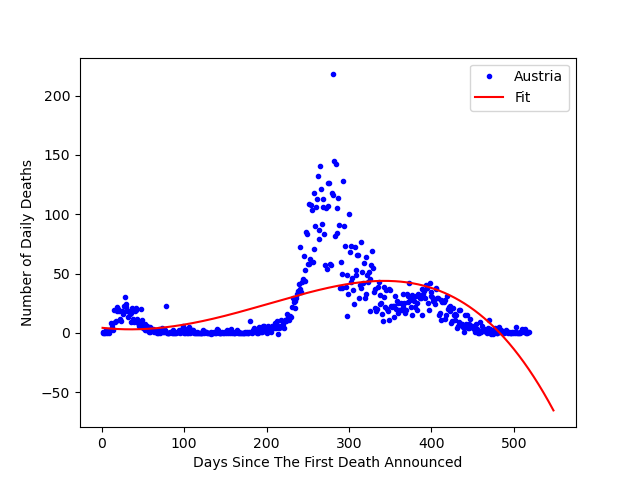 Austria
Fit
200
150
100
50
0
−50
Number of Daily Deaths
0 100 200 300 400 500
Days Since The First Death Announced